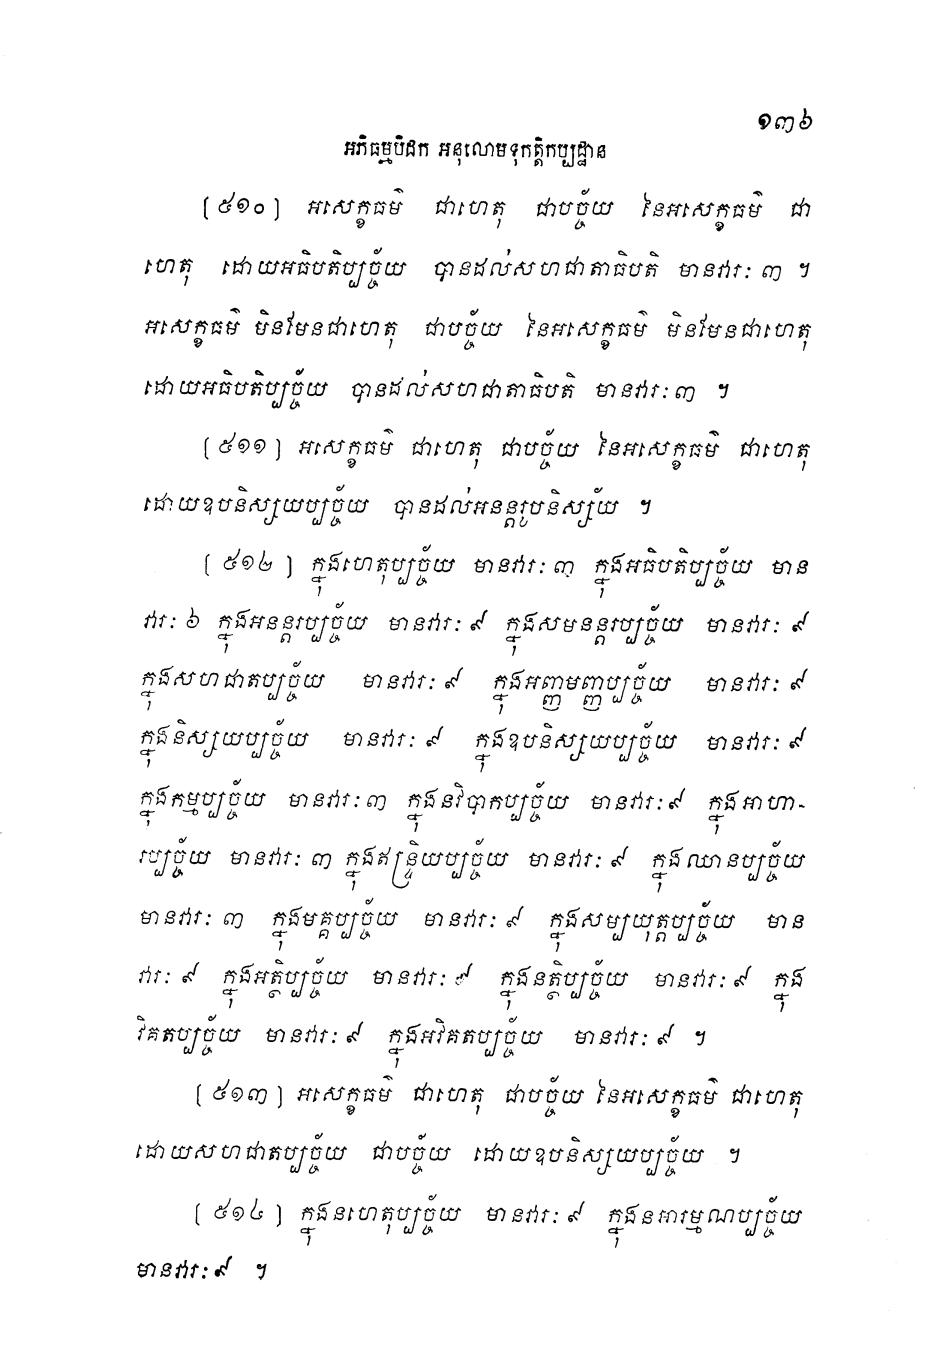 ១៣៦
អភិធម្មបិដក អនុលោមទុកត្តិកប្បដ្ឋាន
(៥១០) អសេក្ខធម៌ ជាហេតុ ជាបច្ច័យ នៃអសេក្ខធម៌ ជា
ហេតុ ដោយអធិបតិប្បច្ច័យ បានដល់សហជាតាធិបតិ មានវារៈ ៣ ។
អសេក្ខធម៌ មិនមែនជាហេតុ ជាបច្ច័យ នៃអសេក្ខធម៌ មិនមែនជាហេតុ
ដោយអធិបតិប្បច្ច័យ បានដល់សហជាតាធិបតិ មានវារៈ៣ ។
(៥១១) អសេក្ខធម៌ ជាហេតុ ជាបច្ច័យ នៃអសេក្ខធម៌ ជាហេតុ
ដោយឧបនិស្សយប្បច្ច័យ បានដល់អនន្តរូបនិស្ស័យ ។
(៥១២) ក្នុងហេតុប្បច្ច័យ មានវារៈ ៣ ក្នុងអធិបតិប្បច្ច័យ មាន
វារៈ ៦ ក្នុងអនន្តរប្បច្ច័យ មានវារៈ ៩ ក្នុងសមនន្តរប្បច្ច័យ មានវារៈ ៩
ក្នុងសហជាតប្បច្ច័យ មានវារៈ ៩ ក្នុងអញ្ញមញ្ញប្បច្ច័យ មានវារៈ ៩
ក្នុងនិស្សយប្បច្ច័យ មានវារៈ ៩ ក្នុងឧបនិស្សយប្បច្ច័យ មានវារៈ ៩
ក្នុងកម្មប្បច្ច័យ មានវារៈ ៣ ក្នុងនវិបាកប្បច្ច័យ មានវារៈ ៩ ក្នុងអាហា-
រប្បច្ច័យ មានវារៈ ៣ ក្នុងឥន្ទ្រិយប្បច្ច័យ មានវារៈ ៩ ក្នុងឈានប្បច្ច័យ
មានវារៈ ៣ ក្នុងមគ្គប្បច្ច័យ មានវារៈ ៩ ក្នុងសម្បយុត្តប្បច្ច័យ មាន
វារៈ ៩ ក្នុងអត្ថិប្បច្ច័យ មានវារៈ ៩ ក្នុងនត្ថិប្បច្ច័យ មានវារៈ ៩ ក្នុង
វិគតប្បច្ច័យ មានវារៈ ៩ ក្នុងអវិគតប្បច្ច័យ មានវារៈ ៩ ។
(៥១៣) អសេក្ខធម៌ ជាហេតុ ជាបច្ច័យ នៃអសេក្ខធម៌ ជាហេតុ
ដោយសហជាតប្បច្ច័យ ជាបច្ច័យ ដោយឧបនិស្សយប្បច្ច័យ ។
(៥១៤) ក្នុងនហេតុប្បច្ច័យ មានវារៈ ៩ ក្នុងនអារម្មណប្បច្ច័យ
មានវារៈ ៩ ។